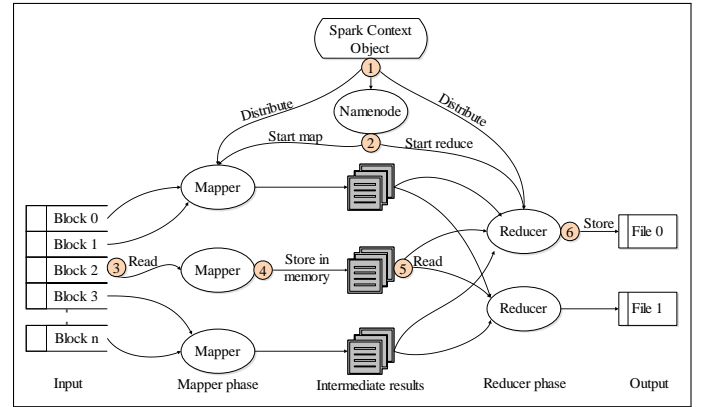 Spark Context
Object
1
Distribute
Distribute
Namenode
Start map
2
Start reduce
Mapper
Block 0
Block 1
Block 2
Block 3
Block n
3
Read
Mapper
4
Store in
memory
5
Read
Reducer
6
Store
File 0
Reducer
File 1
Mapper
Input
Mapper phase
Intermediate results
Reducer phase
Output